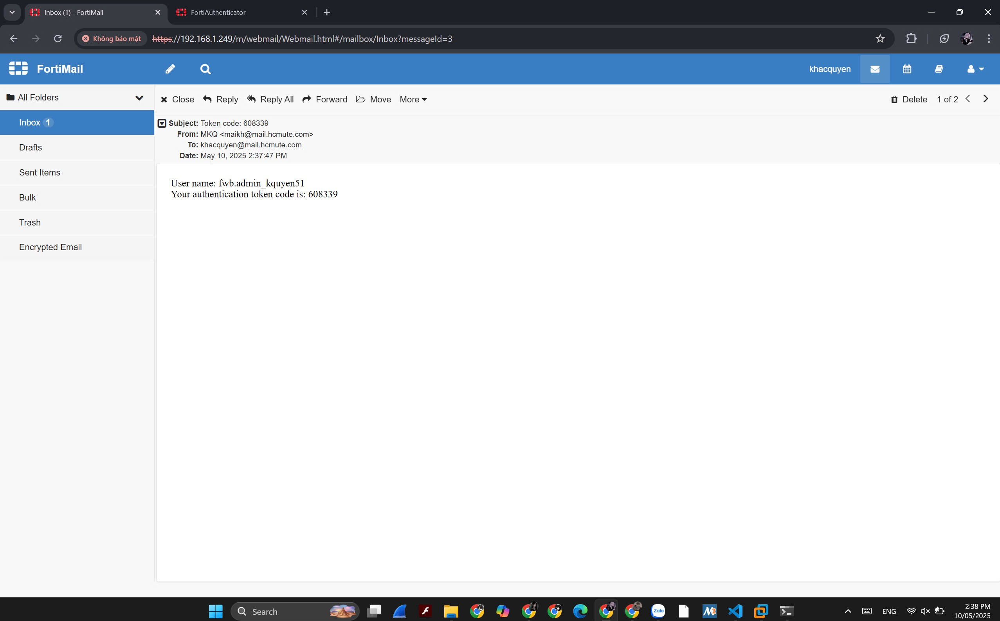 Inbox (1) - FortiMail
FortiAuthenticator
Không bảo mật
https://192.168.1.249/m/webmail/Webmail.html#/mailbox/Inbox?messageId=3
FortiMail
khacquyen
All Folders
Close Reply Reply All Forward Move More Delete 1 of 2
Inbox 1
Drafts
Sent Items
Bulk
Trash
Encrypted Email
Subject: Token code: 608339
From: MKQ <maikh@mail.hcmute.com>
To: khacquyen@mail.hcmute.com
Date: May 10, 2025 2:37:47 PM
User name: fwb.admin_kquyen51
Your authentication token code is: 608339
Search
Zalo
ENG
2:38 PM
10/05/2025